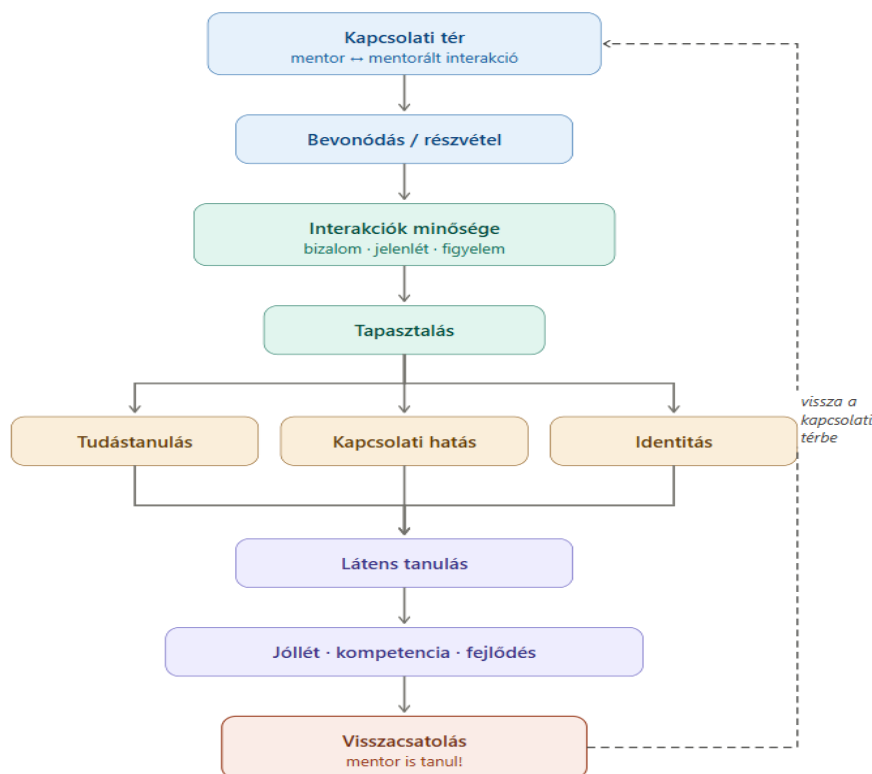 Kapcsolati tér
mentor ↔ mentorált interakció
Bevonódás / részvétel
Interakciók minősége
bizalom · jelenlét · figyelem
Tapasztalás
Tudástanulás
Kapcsolati hatás
Identitás
vissza a
kapcsolati
térbe
Látens tanulás
Jóllét · kompetencia · fejlődés
Visszacsatolás
mentor is tanul!